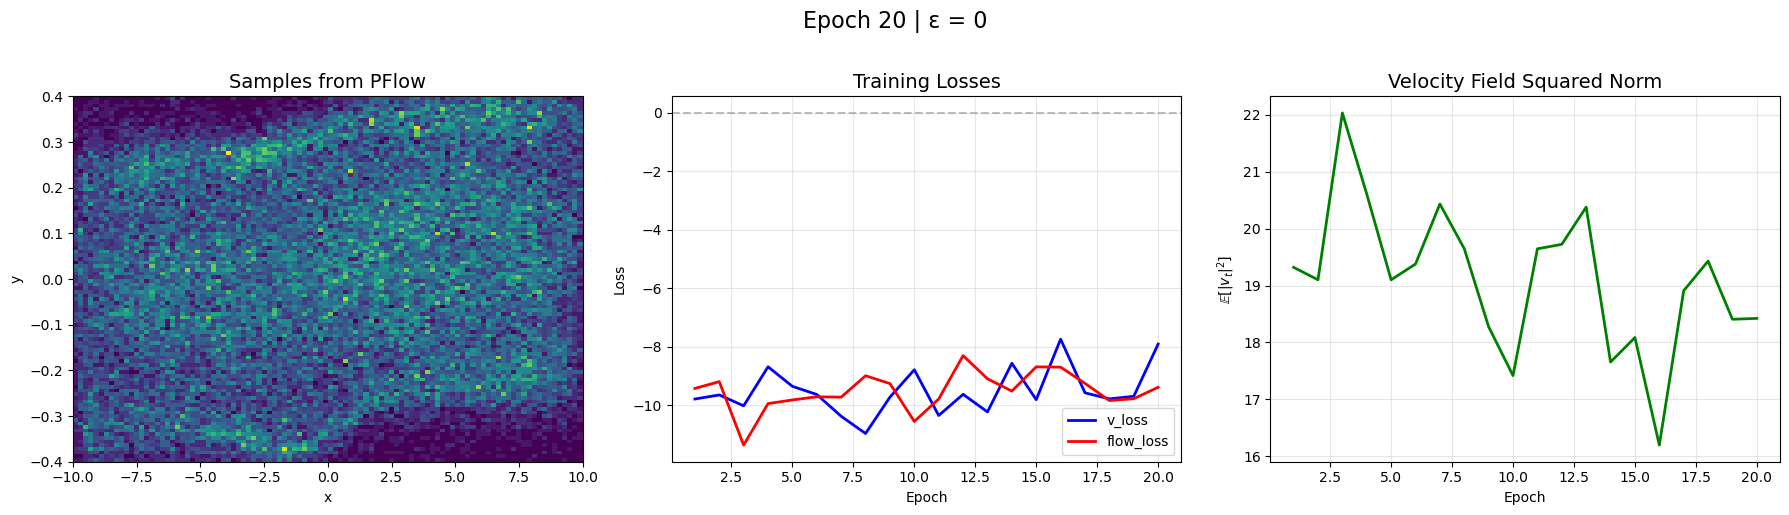 Epoch 20 | ε = 0
Samples from PFlow
0.4
0.3
0.2
0.1
0.0
−0.1
−0.2
−0.3
−0.4
y
−10.0 −7.5 −5.0 −2.5 0.0 2.5 5.0 7.5 10.0
x
Training Losses
0
−2
−4
−6
−8
−10
Loss
v_loss
flow_loss
2.5 5.0 7.5 10.0 12.5 15.0 17.5 20.0
Epoch
Velocity Field Squared Norm
22
21
20
19
18
17
16
𝔼[|v_t|²]
2.5 5.0 7.5 10.0 12.5 15.0 17.5 20.0
Epoch